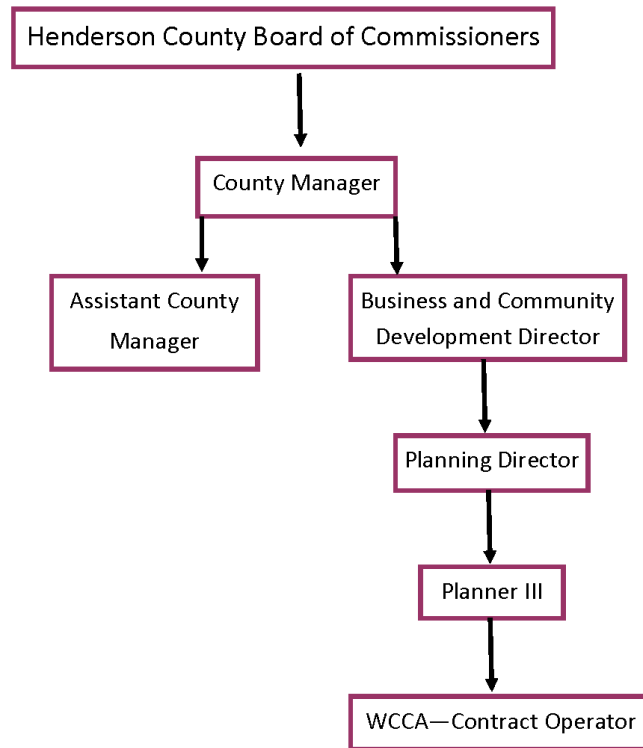 Henderson County Board of Commissioners
County Manager
Assistant County
Manager
Business and Community
Development Director
Planning Director
Planner III
WCCA—Contract Operator